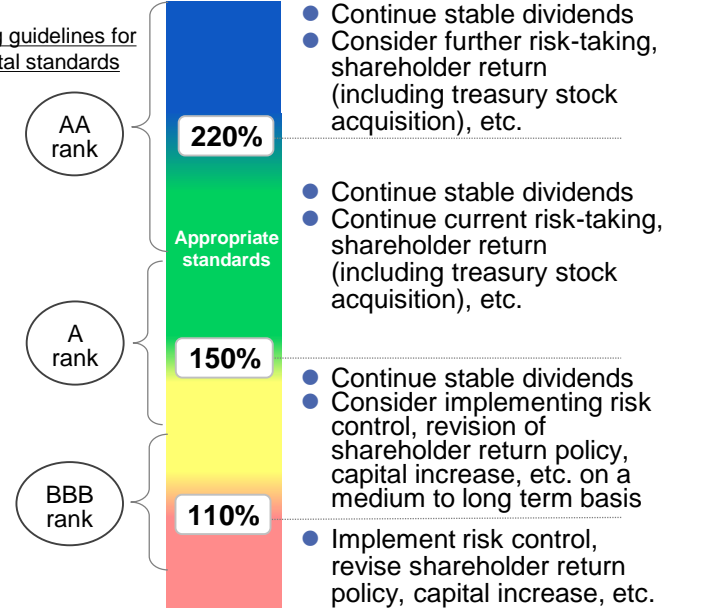 guidelines for
standards
AA
rank
A
rank
BBB
rank
220%
Appropriate
standards
150%
110%
● Continue stable dividends
● Consider further risk-taking,
shareholder return
(including treasury stock
acquisition), etc.
● Continue stable dividends
● Continue current risk-taking,
shareholder return
(including treasury stock
acquisition), etc.
● Continue stable dividends
● Consider implementing risk
control, revision of
shareholder return policy,
capital increase, etc. on a
medium to long term basis
● Implement risk control,
revise shareholder return
policy, capital increase, etc.